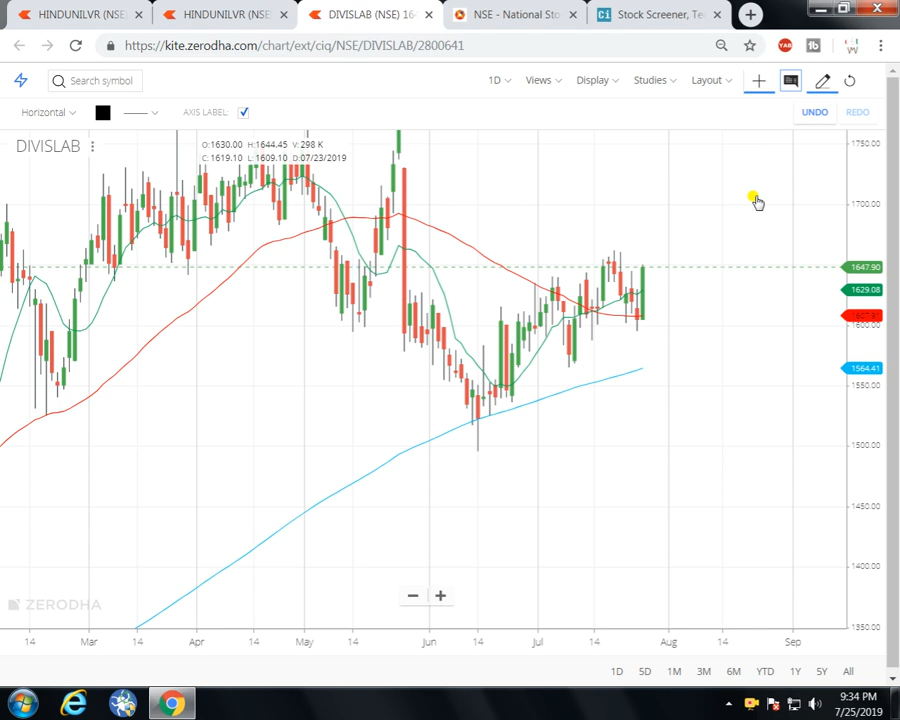 HINDUNILVR (NSE)
HINDUNILVR (NSE)
DIVISLAB (NSE) 16
NSE - National Sto
Stock Screener, Te
https://kite.zerodha.com/chart/ext/ciq/NSE/DIVISLAB/2800641
Search symbol
1D
Views
Display
Studies
Layout
Horizontal
AXIS LABEL:
UNDO
REDO
DIVISLAB
O:1630.00 H:1644.45 V:298 K
C:1619.10 L:1609.10 D:07/23/2019
1750.00
1700.00
1647.90
1629.08
1600.00
1564.41
1550.00
1500.00
1450.00
1400.00
1350.00
ZERODHA
14 Mar 14 Apr 14 May 14 Jun 14 Jul 14 Aug 14 Sep
1D 5D 1M 3M 6M YTD 1Y 5Y All
9:34 PM
7/25/2019